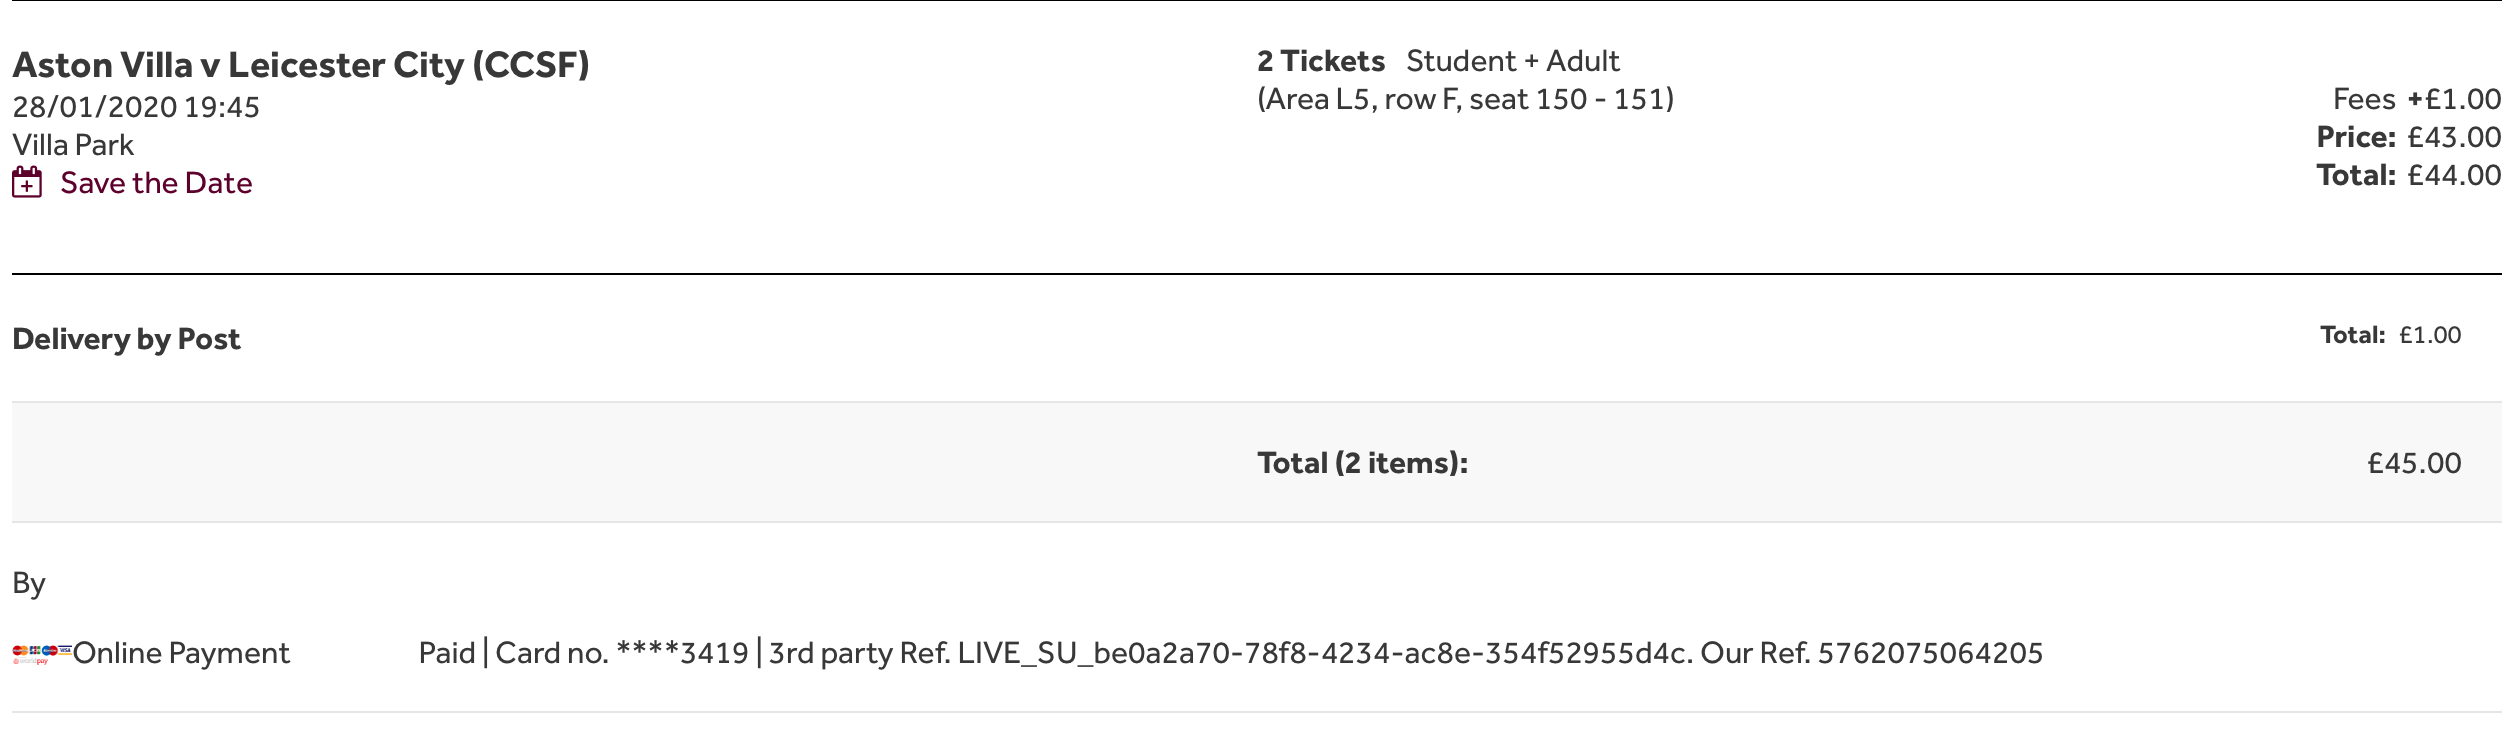 Aston Villa v Leicester City (CCSF)
28/01/2020 19:45
Villa Park
Save the Date
2 Tickets Student + Adult
(Area L5, row F, seat 150 - 151)
Fees +£1.00
Price: £43.00
Total: £44.00
Delivery by Post
Total: £1.00
Total (2 items):
£45.00
By
Online Payment
Paid | Card no. ****3419 | 3rd party Ref. LIVE_SU_be0a2a70-78f8-4234-ac8e-354f52955d4c. Our Ref. 5762075064205